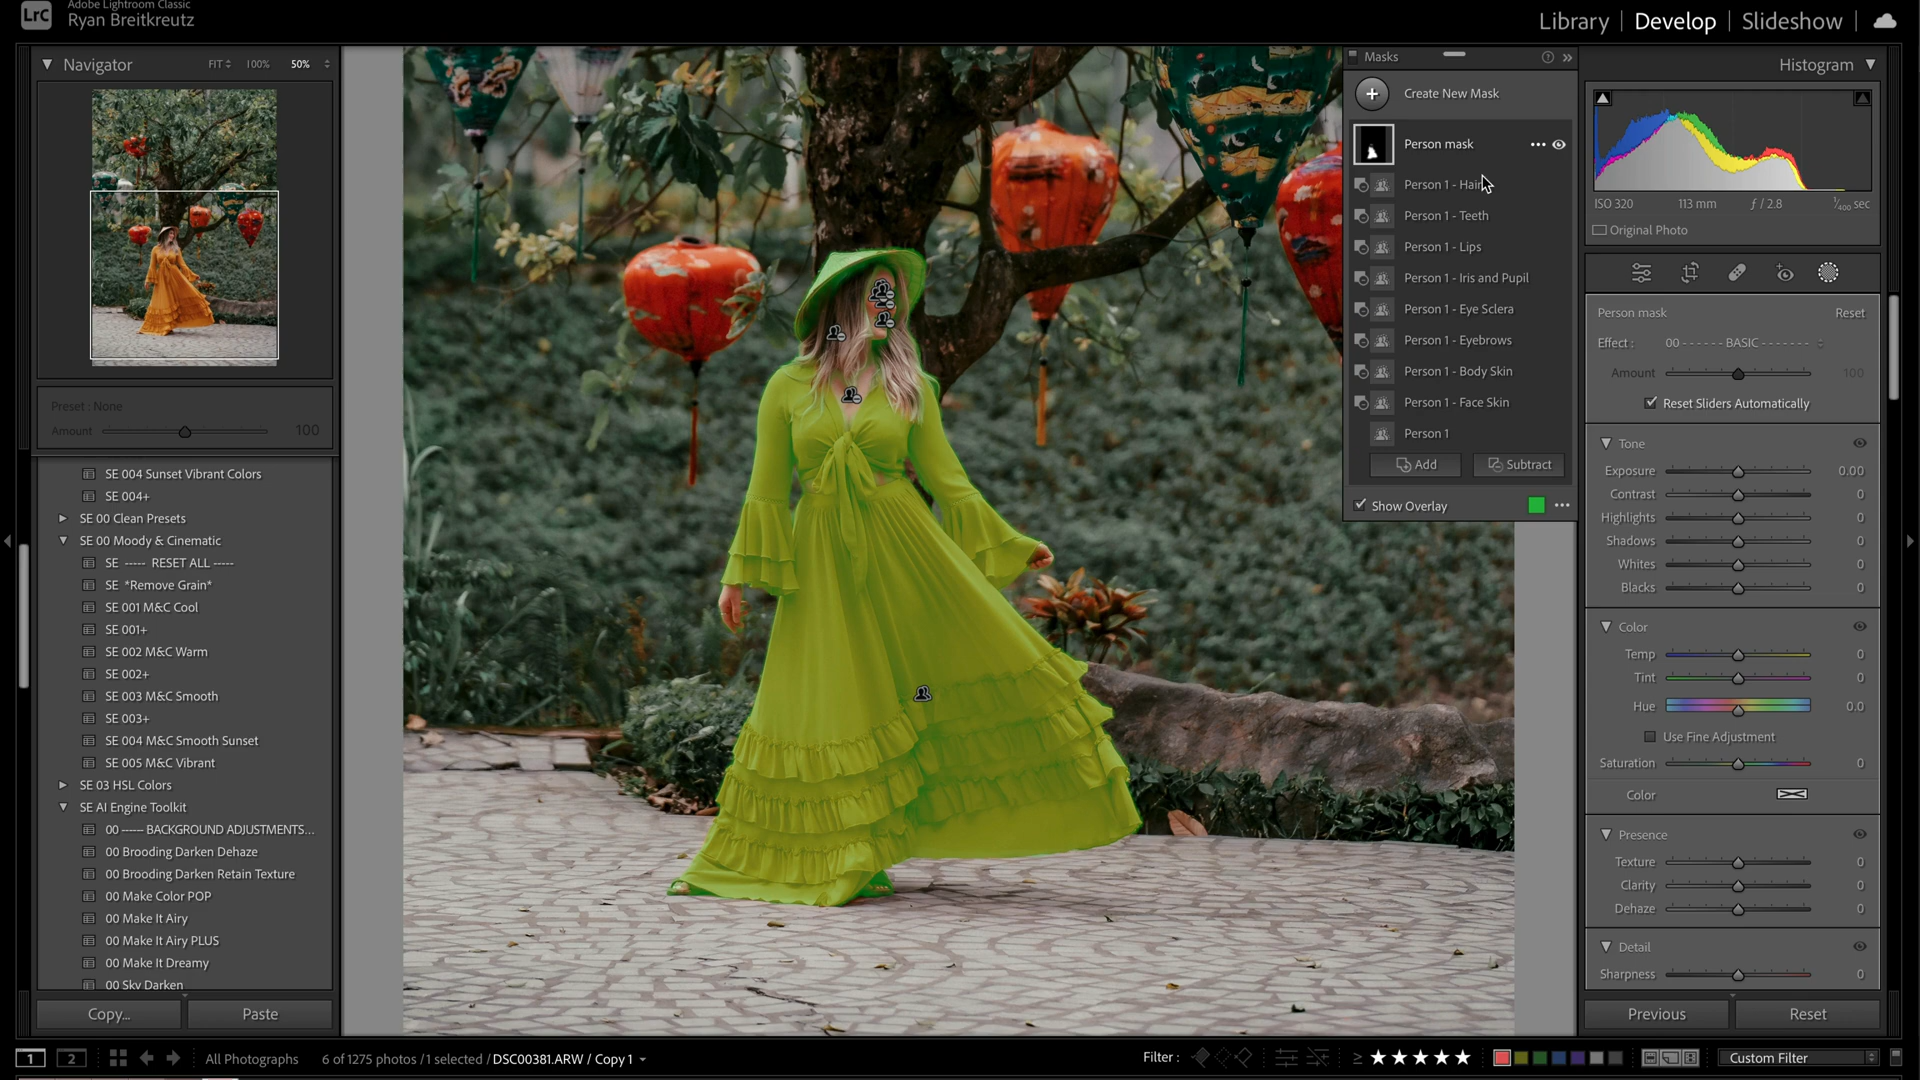 LrC
Adobe Lightroom Classic
Ryan Breitkreutz
Library | Develop | Slideshow |
Navigator FIT 100% 50%
Preset : None
Amount 100
SE 004 Sunset Vibrant Colors
SE 004+
SE 00 Clean Presets
SE 00 Moody & Cinematic
SE ----- RESET ALL -----
SE *Remove Grain*
SE 001 M&C Cool
SE 001+
SE 002 M&C Warm
SE 002+
SE 003 M&C Smooth
SE 003+
SE 004 M&C Smooth Sunset
SE 005 M&C Vibrant
SE 03 HSL Colors
SE AI Engine Toolkit
00 ------ BACKGROUND ADJUSTMENTS...
00 Brooding Darken Dehaze
00 Brooding Darken Retain Texture
00 Make Color POP
00 Make It Airy
00 Make It Airy PLUS
00 Make It Dreamy
00 Sky Darken
Copy... Paste
Masks
Create New Mask
Person mask
Person 1 - Hair
Person 1 - Teeth
Person 1 - Lips
Person 1 - Iris and Pupil
Person 1 - Eye Sclera
Person 1 - Eyebrows
Person 1 - Body Skin
Person 1 - Face Skin
Person 1
Add Subtract
Show Overlay
Histogram
ISO 320 113 mm ƒ / 2.8 1/400 sec
Original Photo
Person mask Reset
Effect : 00 - - - - - - BASIC - - - - - - -
Amount 100
Reset Sliders Automatically
Tone
Exposure 0.00
Contrast 0
Highlights 0
Shadows 0
Whites 0
Blacks 0
Color
Temp 0
Tint 0
Hue 0.0
Use Fine Adjustment
Saturation 0
Color
Presence
Texture 0
Clarity 0
Dehaze 0
Detail
Sharpness 0
Previous Reset
1 2 All Photographs 6 of 1275 photos /1 selected / DSC00381.ARW / Copy 1 Filter : ≥ ★ ★ ★ ★ ★ Custom Filter